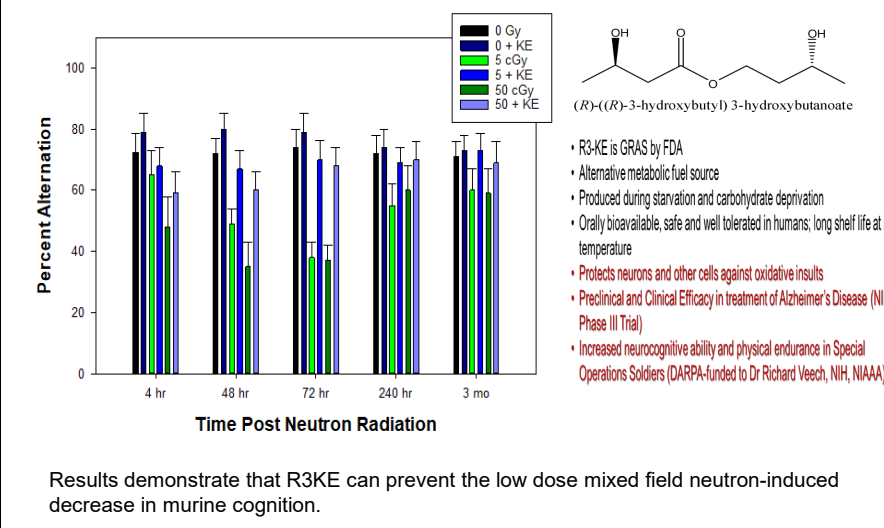 0 Gy
0 + KE
5 cGy
5 + KE
50 cGy
50 + KE
100
80
60
40
20
0
Percent Alternation
4 hr 48 hr 72 hr 240 hr 3 mo
Time Post Neutron Radiation
OH O OH
O
(R)-((R)-3-hydroxybutyl) 3-hydroxybutanoate
• R3-KE is GRAS by FDA
• Alternative metabolic fuel source
• Produced during starvation and carbohydrate deprivation
• Orally bioavailable, safe and well tolerated in humans; long shelf life at
temperature
• Protects neurons and other cells against oxidative insults
• Preclinical and Clinical Efficacy in treatment of Alzheimer's Disease (NI
Phase III Trial)
• Increased neurocognitive ability and physical endurance in Special
Operations Soldiers (DARPA-funded to Dr Richard Veech, NIH, NIAAA)
Results demonstrate that R3KE can prevent the low dose mixed field neutron-induced
decrease in murine cognition.